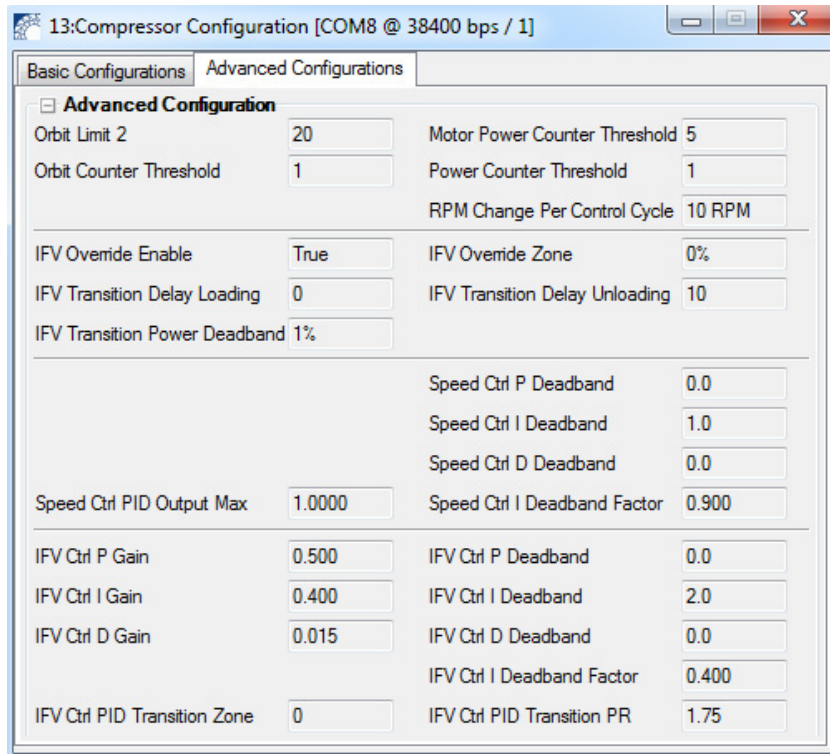 13:Compressor Configuration [COM8 @ 38400 bps / 1]
Basic Configurations Advanced Configurations
Advanced Configuration
Orbit Limit 2 20 Motor Power Counter Threshold 5
Orbit Counter Threshold 1 Power Counter Threshold 1
RPM Change Per Control Cycle 10 RPM
IFV Override Enable True IFV Override Zone 0%
IFV Transition Delay Loading 0 IFV Transition Delay Unloading 10
IFV Transition Power Deadband 1%
Speed Ctrl P Deadband 0.0
Speed Ctrl I Deadband 1.0
Speed Ctrl D Deadband 0.0
Speed Ctrl PID Output Max 1.0000 Speed Ctrl I Deadband Factor 0.900
IFV Ctrl P Gain 0.500 IFV Ctrl P Deadband 0.0
IFV Ctrl I Gain 0.400 IFV Ctrl I Deadband 2.0
IFV Ctrl D Gain 0.015 IFV Ctrl D Deadband 0.0
IFV Ctrl I Deadband Factor 0.400
IFV Ctrl PID Transition Zone 0 IFV Ctrl PID Transition PR 1.75